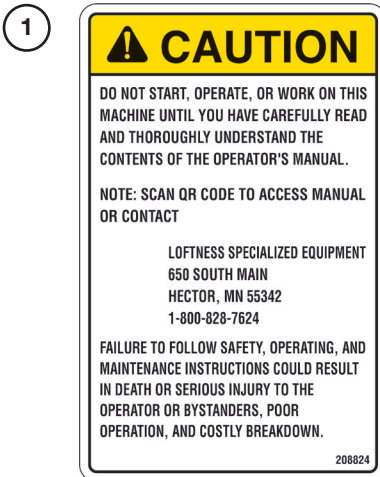 1
CAUTION
DO NOT START, OPERATE, OR WORK ON THIS
MACHINE UNTIL YOU HAVE CAREFULLY READ
AND THOROUGHLY UNDERSTAND THE
CONTENTS OF THE OPERATOR'S MANUAL.
NOTE: SCAN QR CODE TO ACCESS MANUAL
OR CONTACT
LOFTNESS SPECIALIZED EQUIPMENT
650 SOUTH MAIN
HECTOR, MN 55342
1-800-828-7624
FAILURE TO FOLLOW SAFETY, OPERATING, AND
MAINTENANCE INSTRUCTIONS COULD RESULT
IN DEATH OR SERIOUS INJURY TO THE
OPERATOR OR BYSTANDERS, POOR
OPERATION, AND COSTLY BREAKDOWN.
208824